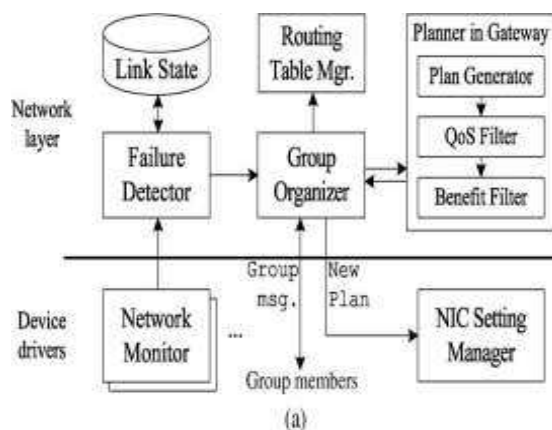 Link State
Routing
Table Mgr.
Planner in Gateway
Plan Generator
QoS Filter
Benefit Filter
Network
layer
Failure
Detector
Group
Organizer
Group
msg.
New
Plan
Device
drivers
Network
Monitor
...
NIC Setting
Manager
Group members
(a)